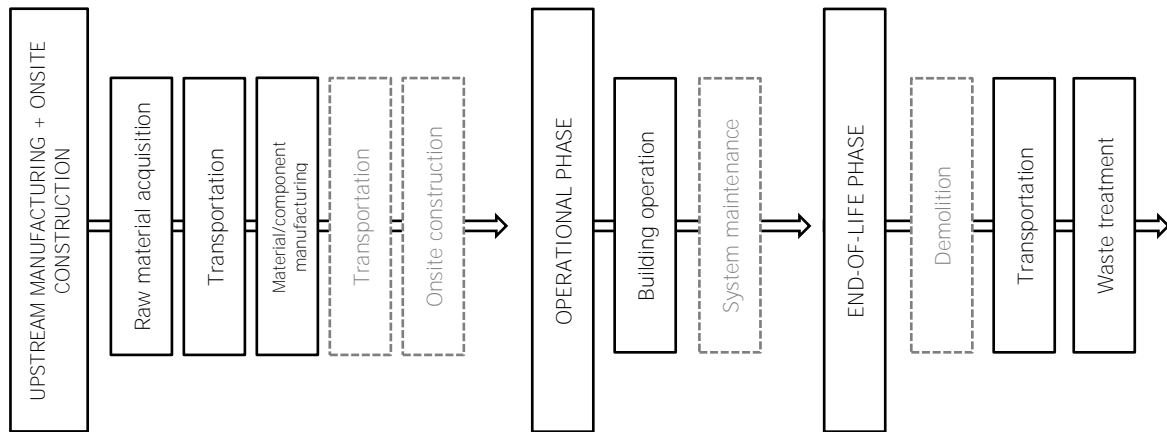 UPSTREAM MANUFACTURING + ONSITE
CONSTRUCTION
Raw material acquisition
Transportation
Material/component
manufacturing
Transportation
Onsite construction
OPERATIONAL PHASE
Building operation
System maintenance
END-OF-LIFE PHASE
Demolition
Transportation
Waste treatment